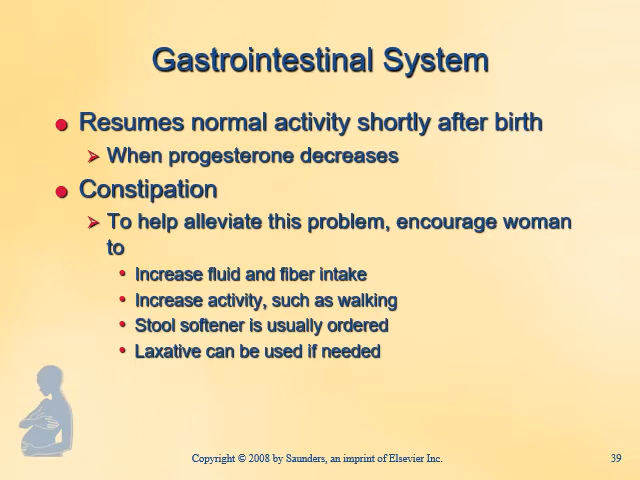 Gastrointestinal System
Resumes normal activity shortly after birth
When progesterone decreases
Constipation
To help alleviate this problem, encourage woman
to
Increase fluid and fiber intake
Increase activity, such as walking
Stool softener is usually ordered
Laxative can be used if needed
Copyright © 2008 by Saunders, an imprint of Elsevier Inc.
39